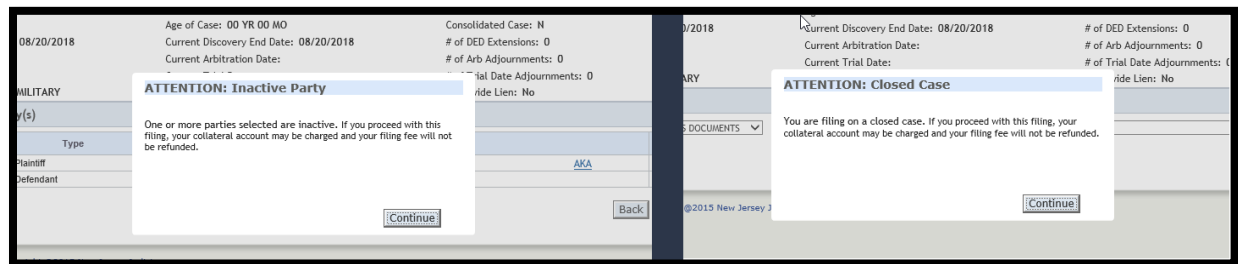 Age of Case: 00 YR 00 MO
Consolidated Case: N
08/20/2018
Current Discovery End Date: 08/20/2018
# of DED Extensions: 0
Current Arbitration Date:
# of Arb Adjournments: 0
Trial Date Adjournments: 0
MILITARY
vide Lien: No
ATTENTION: Inactive Party
y(s)
One or more parties selected are inactive. If you proceed with this
filing, your collateral account may be charged and your filing fee will not
be refunded.
Type
Plaintiff
AKA
Defendant
Continue
Back
0/2018
Current Discovery End Date: 08/20/2018
# of DED Extensions: 0
Current Arbitration Date:
# of Arb Adjournments: 0
Current Trial Date:
# of Trial Date Adjournments: 0
ARY
vide Lien: No
ATTENTION: Closed Case
You are filing on a closed case. If you proceed with this filing, your
collateral account may be charged and your filing fee will not be refunded.
S DOCUMENTS
Continue
@2015 New Jersey J